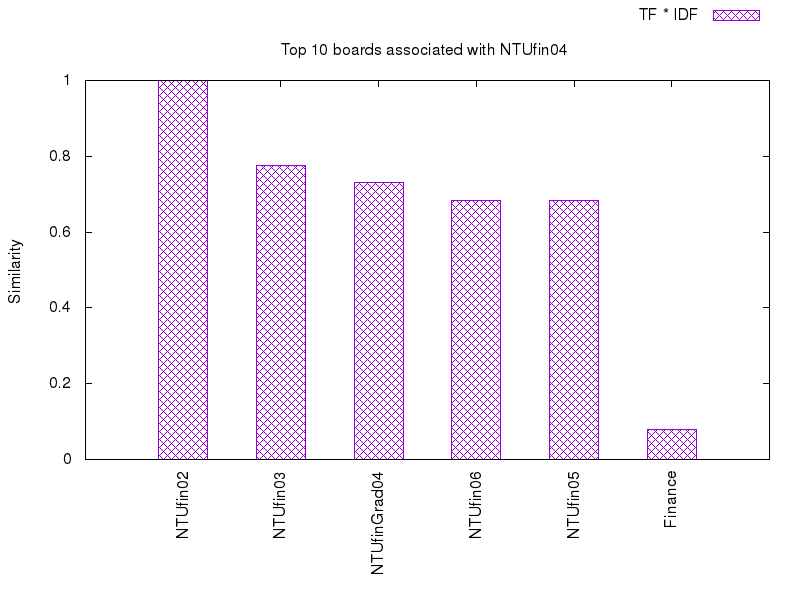 TF * IDF
Top 10 boards associated with NTUfin04
1
0.8
0.6
0.4
0.2
0
Similarity
NTUfin02
NTUfin03
NTUfinGrad04
NTUfin06
NTUfin05
Finance